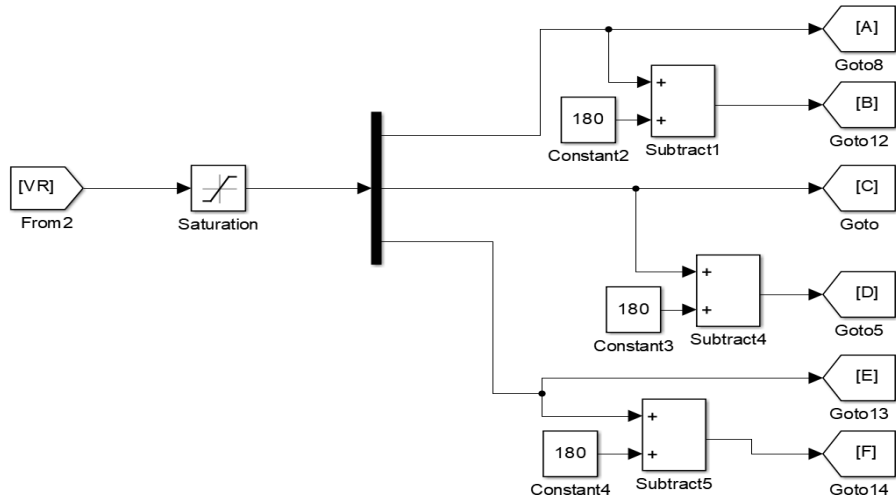 [A]
Goto8
+
+
180
Constant2
Subtract1
[B]
Goto12
[VR]
From2
Saturation
[C]
Goto
+
+
180
Constant3
Subtract4
[D]
Goto5
[E]
Goto13
+
+
180
Constant4
Subtract5
[F]
Goto14